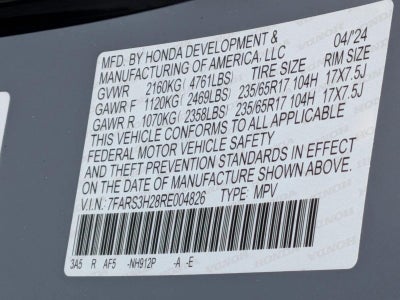 MFD. BY HONDA DEVELOPMENT & 04/'24
MANUFACTURING OF AMERICA, LLC
GVWR 2160KG ( 4761LBS) TIRE SIZE RIM SIZE
GAWR F 1120KG ( 2469LBS) 235/65R17 104H 17X7.5J
GAWR R 1070KG ( 2358LBS) 235/65R17 104H 17X7.5J
THIS VEHICLE CONFORMS TO ALL APPLICABLE
FEDERAL MOTOR VEHICLE SAFETY
AND THEFT PREVENTION STANDARDS IN EFFECT
ON THE DATE OF MANUFACTURE SHOWN ABOVE.
V.I.N.: 7FARS3H28RE004826 TYPE: MPV
3A5 R AF5 -NH912P -A -E